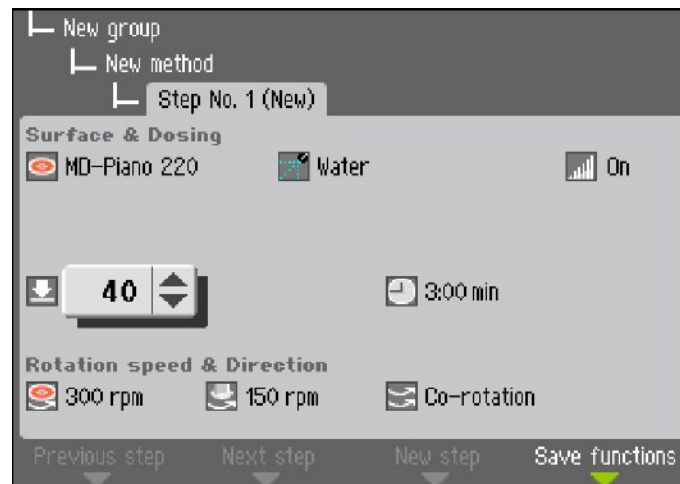 New group
New method
Step No. 1 (New)
Surface & Dosing
MD-Piano 220 Water On
40 3:00 min
Rotation speed & Direction
300 rpm 150 rpm Co-rotation
Previous step Next step New step Save functions